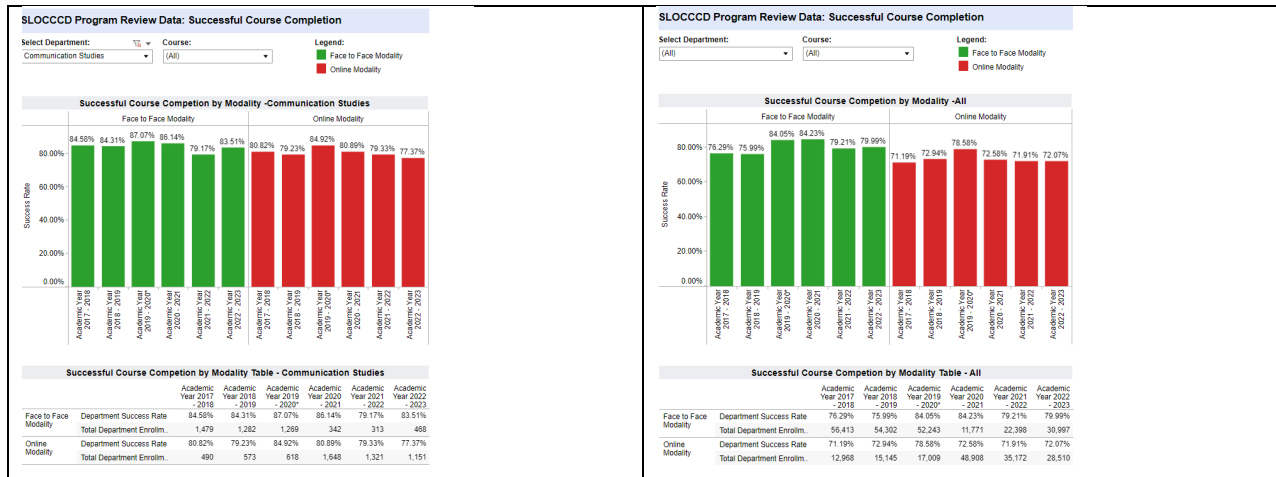 SLOCCCD Program Review Data: Successful Course Completion
Select Department:
Course:
Legend:
Communication Studies
(All)
Face to Face Modality
Online Modality
Successful Course Competion by Modality -Communication Studies
Face to Face Modality
Online Modality
Success Rate
80.00%
60.00%
40.00%
20.00%
0.00%
84.58%
84.31%
87.07%
86.14%
79.17%
83.51%
80.82%
79.23%
84.92%
80.89%
79.33%
77.37%
Academic Year
2017 - 2018
Academic Year
2018 - 2019
Academic Year
2019 - 2020*
Academic Year
2020 - 2021
Academic Year
2021 - 2022
Academic Year
2022 - 2023
Academic Year
2017 - 2018
Academic Year
2018 - 2019
Academic Year
2019 - 2020*
Academic Year
2020 - 2021
Academic Year
2021 - 2022
Academic Year
2022 - 2023
Successful Course Competion by Modality Table - Communication Studies
Academic Academic Academic Academic Academic Academic
Year 2017 Year 2018 Year 2019 Year 2020 Year 2021 Year 2022
- 2018 - 2019 - 2020* - 2021 - 2022 - 2023
Face to Face Department Success Rate 84.58% 84.31% 87.07% 86.14% 79.17% 83.51%
Modality Total Department Enrollm.. 1,479 1,282 1,269 342 313 468
Online Department Success Rate 80.82% 79.23% 84.92% 80.89% 79.33% 77.37%
Modality Total Department Enrollm.. 490 573 618 1,648 1,321 1,151
SLOCCCD Program Review Data: Successful Course Completion
Select Department:
Course:
Legend:
(All)
(All)
Face to Face Modality
Online Modality
Successful Course Competion by Modality -All
Face to Face Modality
Online Modality
Success Rate
80.00%
60.00%
40.00%
20.00%
0.00%
76.29%
75.99%
84.05%
84.23%
79.21%
79.99%
71.19%
72.94%
78.58%
72.58%
71.91%
72.07%
Academic Year
2017 - 2018
Academic Year
2018 - 2019
Academic Year
2019 - 2020*
Academic Year
2020 - 2021
Academic Year
2021 - 2022
Academic Year
2022 - 2023
Academic Year
2017 - 2018
Academic Year
2018 - 2019
Academic Year
2019 - 2020*
Academic Year
2020 - 2021
Academic Year
2021 - 2022
Academic Year
2022 - 2023
Successful Course Competion by Modality Table - All
Academic Academic Academic Academic Academic Academic
Year 2017 Year 2018 Year 2019 Year 2020 Year 2021 Year 2022
- 2018 - 2019 - 2020* - 2021 - 2022 - 2023
Face to Face Department Success Rate 76.29% 75.99% 84.05% 84.23% 79.21% 79.99%
Modality Total Department Enrollm.. 56,413 54,302 52,243 11,771 22,398 30,997
Online Department Success Rate 71.19% 72.94% 78.58% 72.58% 71.91% 72.07%
Modality Total Department Enrollm.. 12,968 15,145 17,009 48,908 35,172 28,510